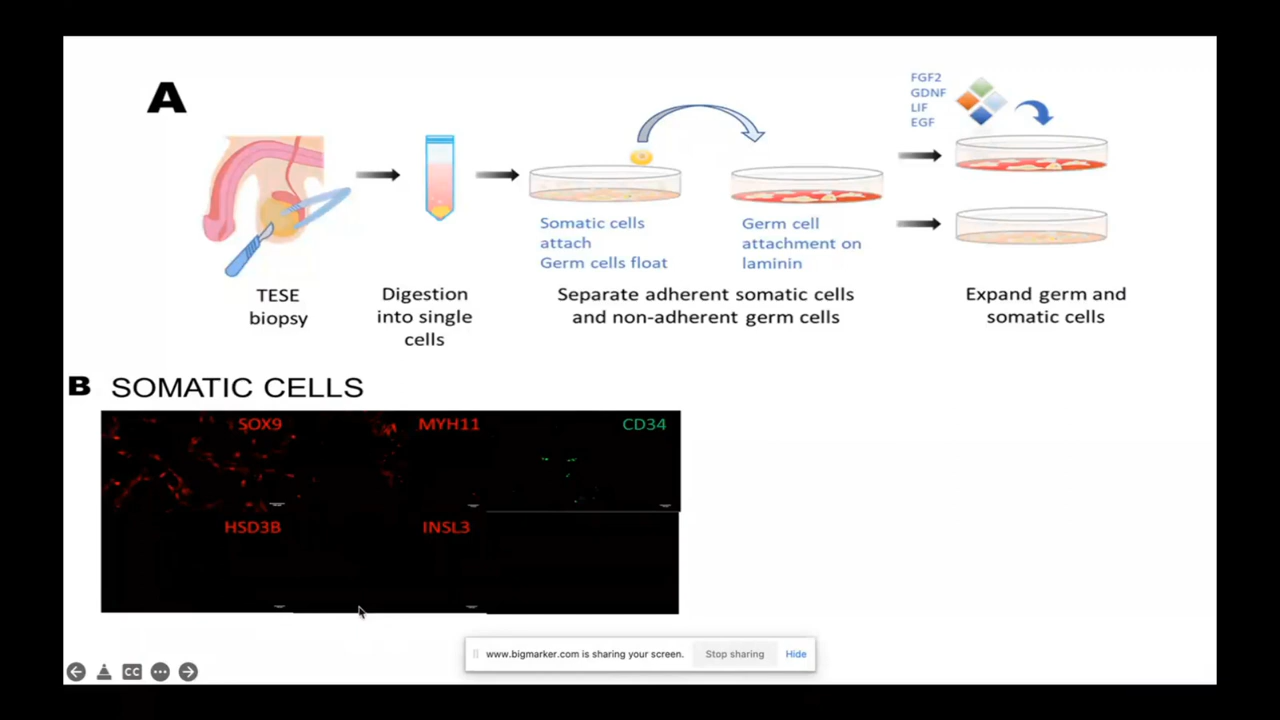 A
FGF2
GDNF
LIF
EGF
Somatic cells
attach
Germ cells float
Germ cell
attachment on
laminin
TESE
biopsy
Digestion
into single
cells
Separate adherent somatic cells
and non-adherent germ cells
Expand germ and
somatic cells
B SOMATIC CELLS
SOX9
MYH11
CD34
HSD3B
INSL3
www.bigmarker.com is sharing your screen.
Stop sharing
Hide
CC